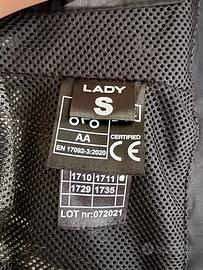 LADY
S
AA
CERTIFIED
EN 17092-3:2020
CE
1710 1711
1729 1735
LOT nr:072021